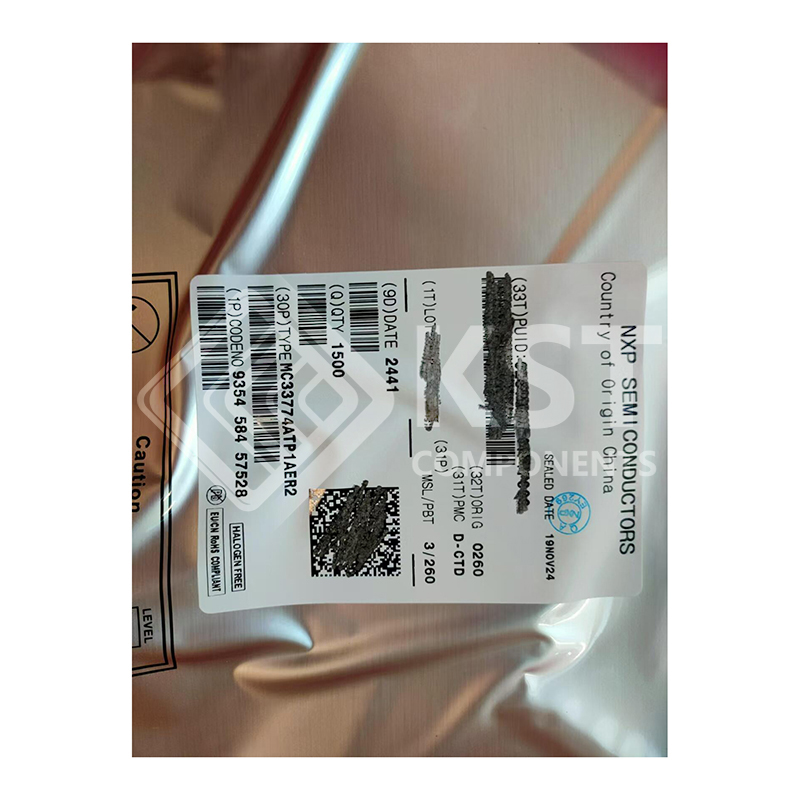 NXP SEMICONDUCTORS
Country of Origin China
SEALED DATE 19NOV24
(33T)PUID:
(32T)ORIG 0260
(31T)PMC D-CTD
(31P) MSL/PBT 3/260
(1T)LOT
(9D)DATE 2441
(Q)QTY 1500
(30P)TYPE MC33774ATP1AER2
(1P)CODENO 9354 584 57528
HALOGEN FREE
EUCN RoHS COMPLIANT
Caution
LEVEL
KST
COMPONENTS